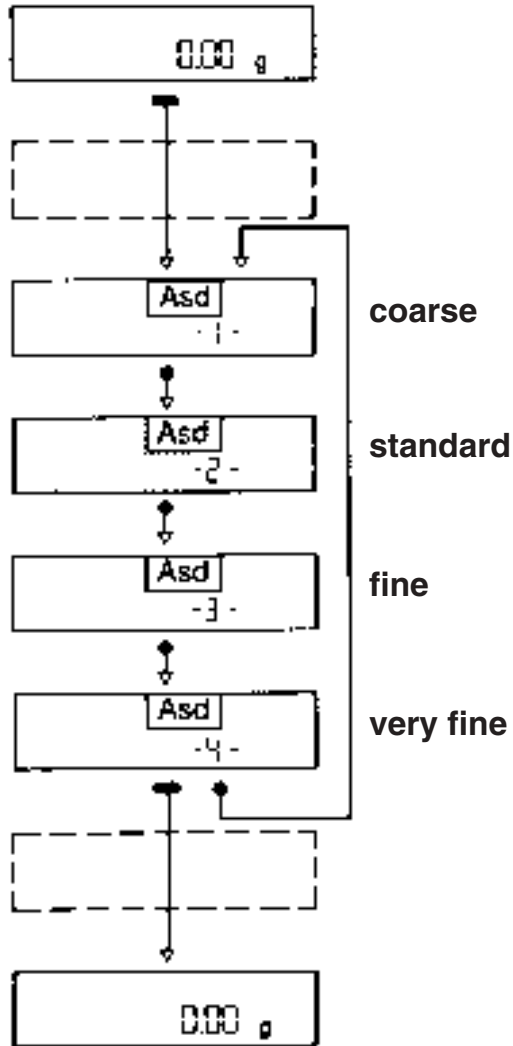 0.00 g
Asd
-1-
coarse
Asd
-2-
standard
Asd
-3-
fine
Asd
-4-
very fine
0.00 g